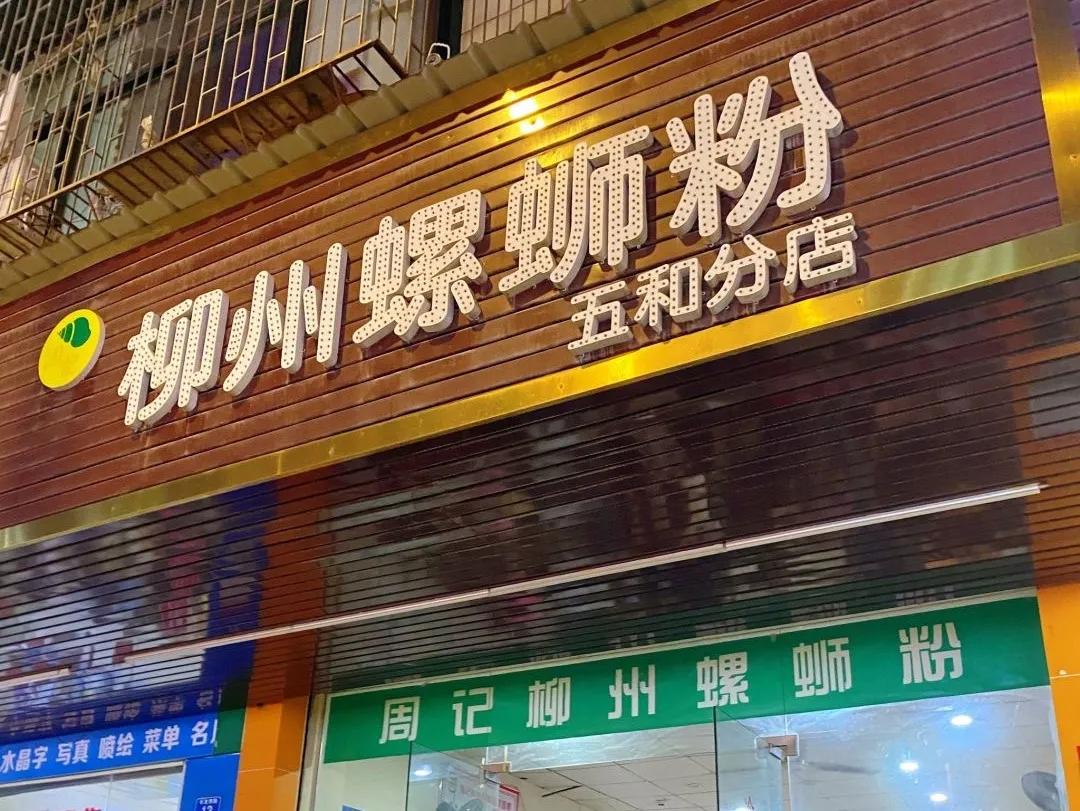 柳州螺蛳粉
五和分店
周记柳州螺蛳粉
水晶字 写真 喷绘 菜单 名